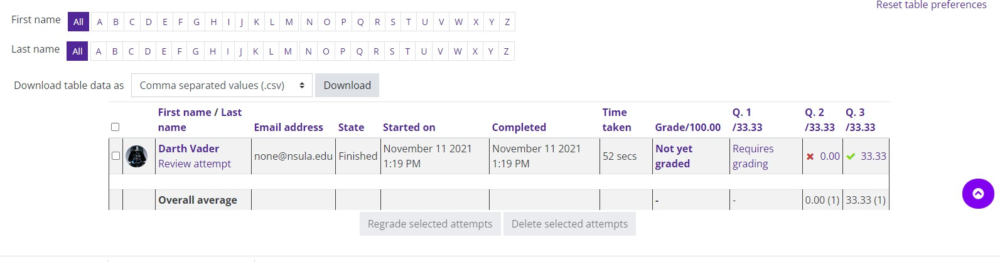 Reset table preferences
First name All A B C D E F G H I J K L M N O P Q R S T U V W X Y Z
Last name All A B C D E F G H I J K L M N O P Q R S T U V W X Y Z
Download table data as Comma separated values (.csv) Download
First name / Last name Email address State Started on Completed Time taken Grade/100.00 Q. 1 /33.33 Q. 2 /33.33 Q. 3 /33.33
Darth Vader none@nsula.edu Finished November 11 2021 November 11 2021 52 secs Not yet Requires 0.00 33.33
Review attempt 1:19 PM 1:19 PM graded grading
Overall average - - 0.00 (1) 33.33 (1)
Regrade selected attempts Delete selected attempts